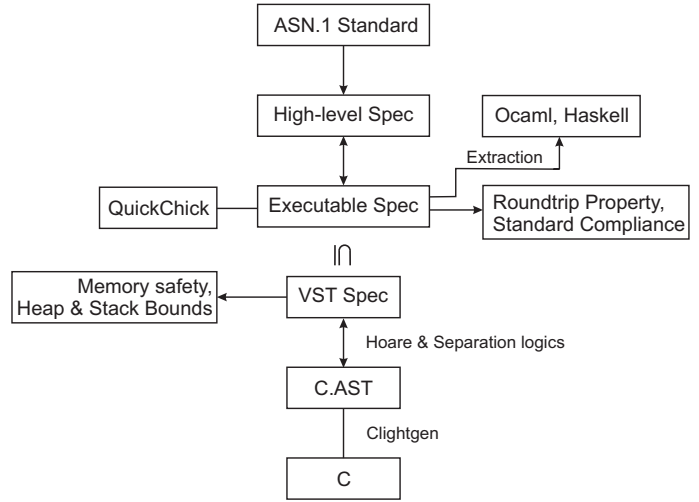 ASN.1 Standard
High-level Spec
Ocaml, Haskell
Extraction
QuickChick
Executable Spec
Roundtrip Property,
Standard Compliance
Memory safety,
Heap & Stack Bounds
VST Spec
Hoare & Separation logics
C.AST
Clightgen
C